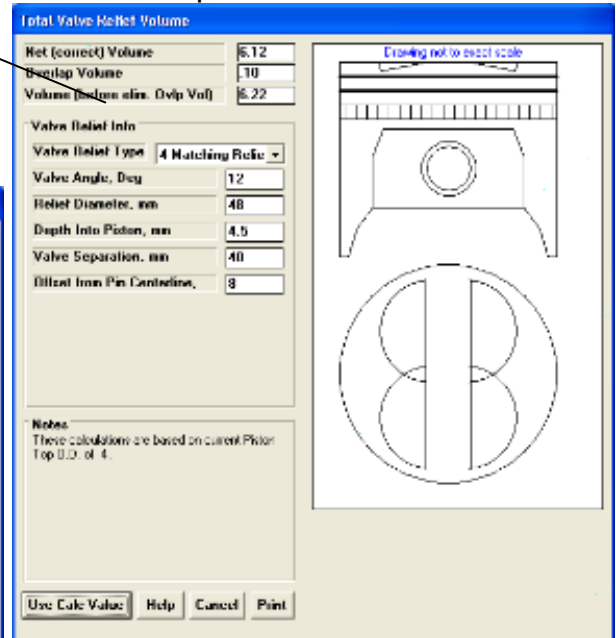 Total Valve Relief Volume
Net (correct) Volume 6.12
Overlap Volume .10
Volume (before elim. Ovlp Vol) 6.22
Valve Relief Info
Valve Relief Type 4 Matching Relie
Valve Angle, Deg 12
Relief Diameter, mm 48
Depth Into Piston, mm 4.5
Valve Separation, mm 40
Offset from Pin Centerline, 8
Notes
These calculations are based on current Piston
Top O.D. of 4.
Use Calc Value Help Cancel Print
Drawing not to exact scale